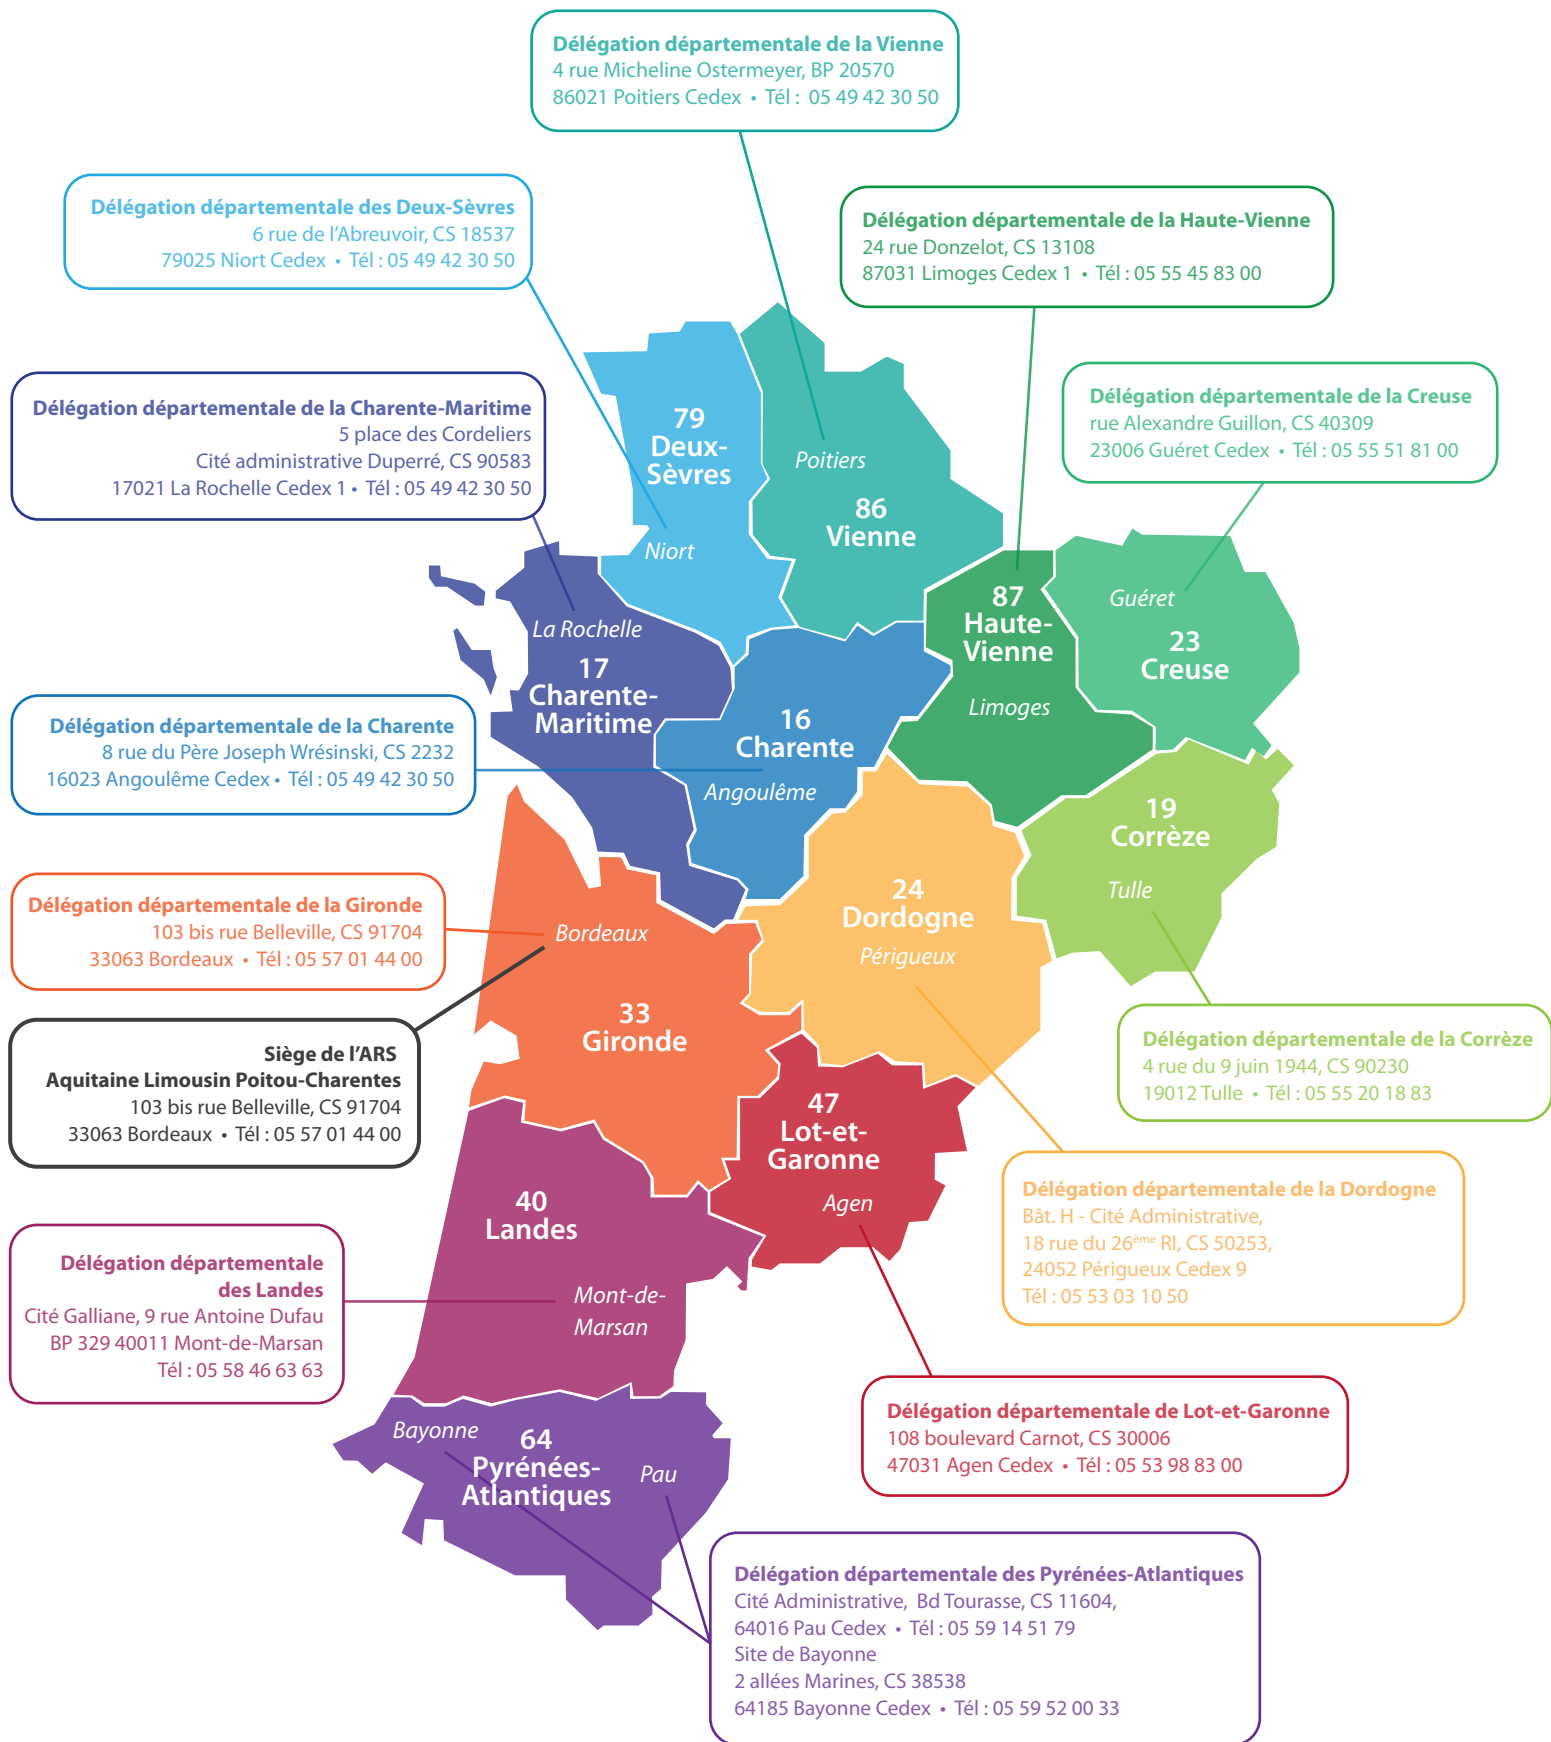 Délégation départementale de la Vienne
4 rue Micheline Ostermeyer, BP 20570
86021 Poitiers Cedex • Tél : 05 49 42 30 50
Délégation départementale des Deux-Sèvres
6 rue de l'Abreuvoir, CS 18537
79025 Niort Cedex • Tél : 05 49 42 30 50
Délégation départementale de la Haute-Vienne
24 rue Donzelot, CS 13108
87031 Limoges Cedex 1 • Tél : 05 55 45 83 00
Délégation départementale de la Charente-Maritime
5 place des Cordeliers
Cité administrative Duperré, CS 90583
17021 La Rochelle Cedex 1 • Tél : 05 49 42 30 50
Délégation départementale de la Creuse
rue Alexandre Guillon, CS 40309
23006 Guéret Cedex • Tél : 05 55 51 81 00
79
Deux-
Sèvres
Niort
Poitiers
86
Vienne
87
Haute-
Vienne
Limoges
Guéret
23
Creuse
La Rochelle
17
Charente-
Maritime
16
Charente
Angoulême
Délégation départementale de la Charente
8 rue du Père Joseph Wrésinski, CS 2232
16023 Angoulême Cedex • Tél : 05 49 42 30 50
19
Corrèze
Tulle
24
Dordogne
Périgueux
Délégation départementale de la Gironde
103 bis rue Belleville, CS 91704
33063 Bordeaux • Tél : 05 57 01 44 00
Bordeaux
33
Gironde
Siège de l'ARS
Aquitaine Limousin Poitou-Charentes
103 bis rue Belleville, CS 91704
33063 Bordeaux • Tél : 05 57 01 44 00
Délégation départementale de la Corrèze
4 rue du 9 juin 1944, CS 90230
19012 Tulle • Tél : 05 55 20 18 83
47
Lot-et-
Garonne
Agen
Délégation départementale de la Dordogne
Bât. H - Cité Administrative,
18 rue du 26ème RI, CS 50253,
24052 Périgueux Cedex 9
Tél : 05 53 03 10 50
40
Landes
Mont-de-
Marsan
Délégation départementale
des Landes
Cité Galliane, 9 rue Antoine Dufau
BP 329 40011 Mont-de-Marsan
Tél : 05 58 46 63 63
Délégation départementale de Lot-et-Garonne
108 boulevard Carnot, CS 30006
47031 Agen Cedex • Tél : 05 53 98 83 00
Bayonne
64
Pyrénées-
Atlantiques
Pau
Délégation départementale des Pyrénées-Atlantiques
Cité Administrative, Bd Tourasse, CS 11604,
64016 Pau Cedex • Tél : 05 59 14 51 79
Site de Bayonne
2 allées Marines, CS 38538
64185 Bayonne Cedex • Tél : 05 59 52 00 33